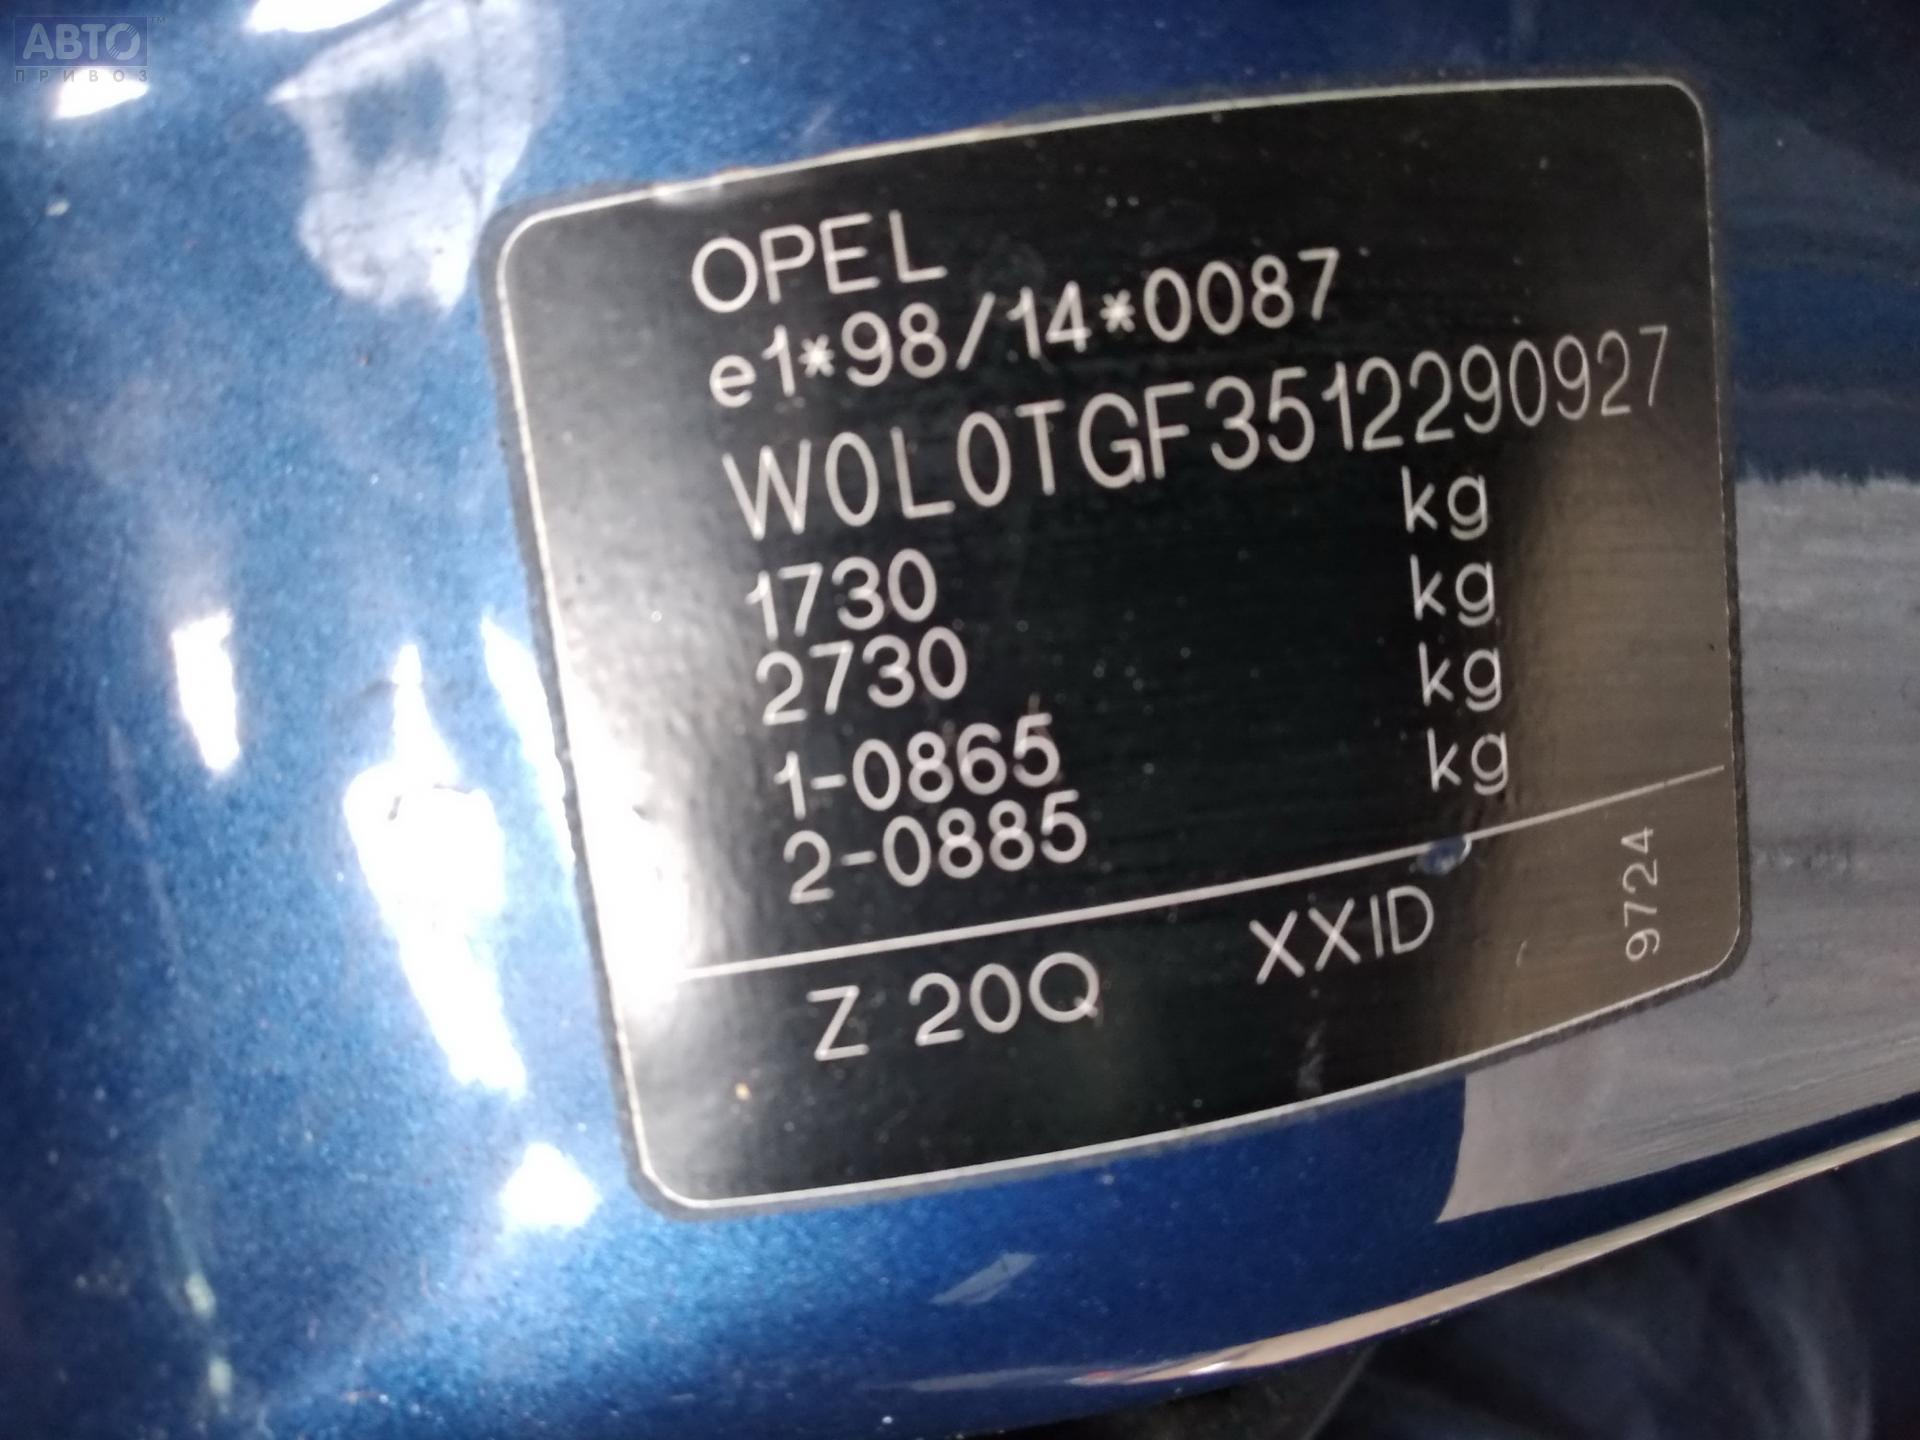 АВТО™
ПРИВОЗ
OPEL
e1*98/14*0087
W0L0TGF3512290927
1730 kg
2730 kg
1-0865 kg
2-0885 kg
Z 20Q XXID
9724